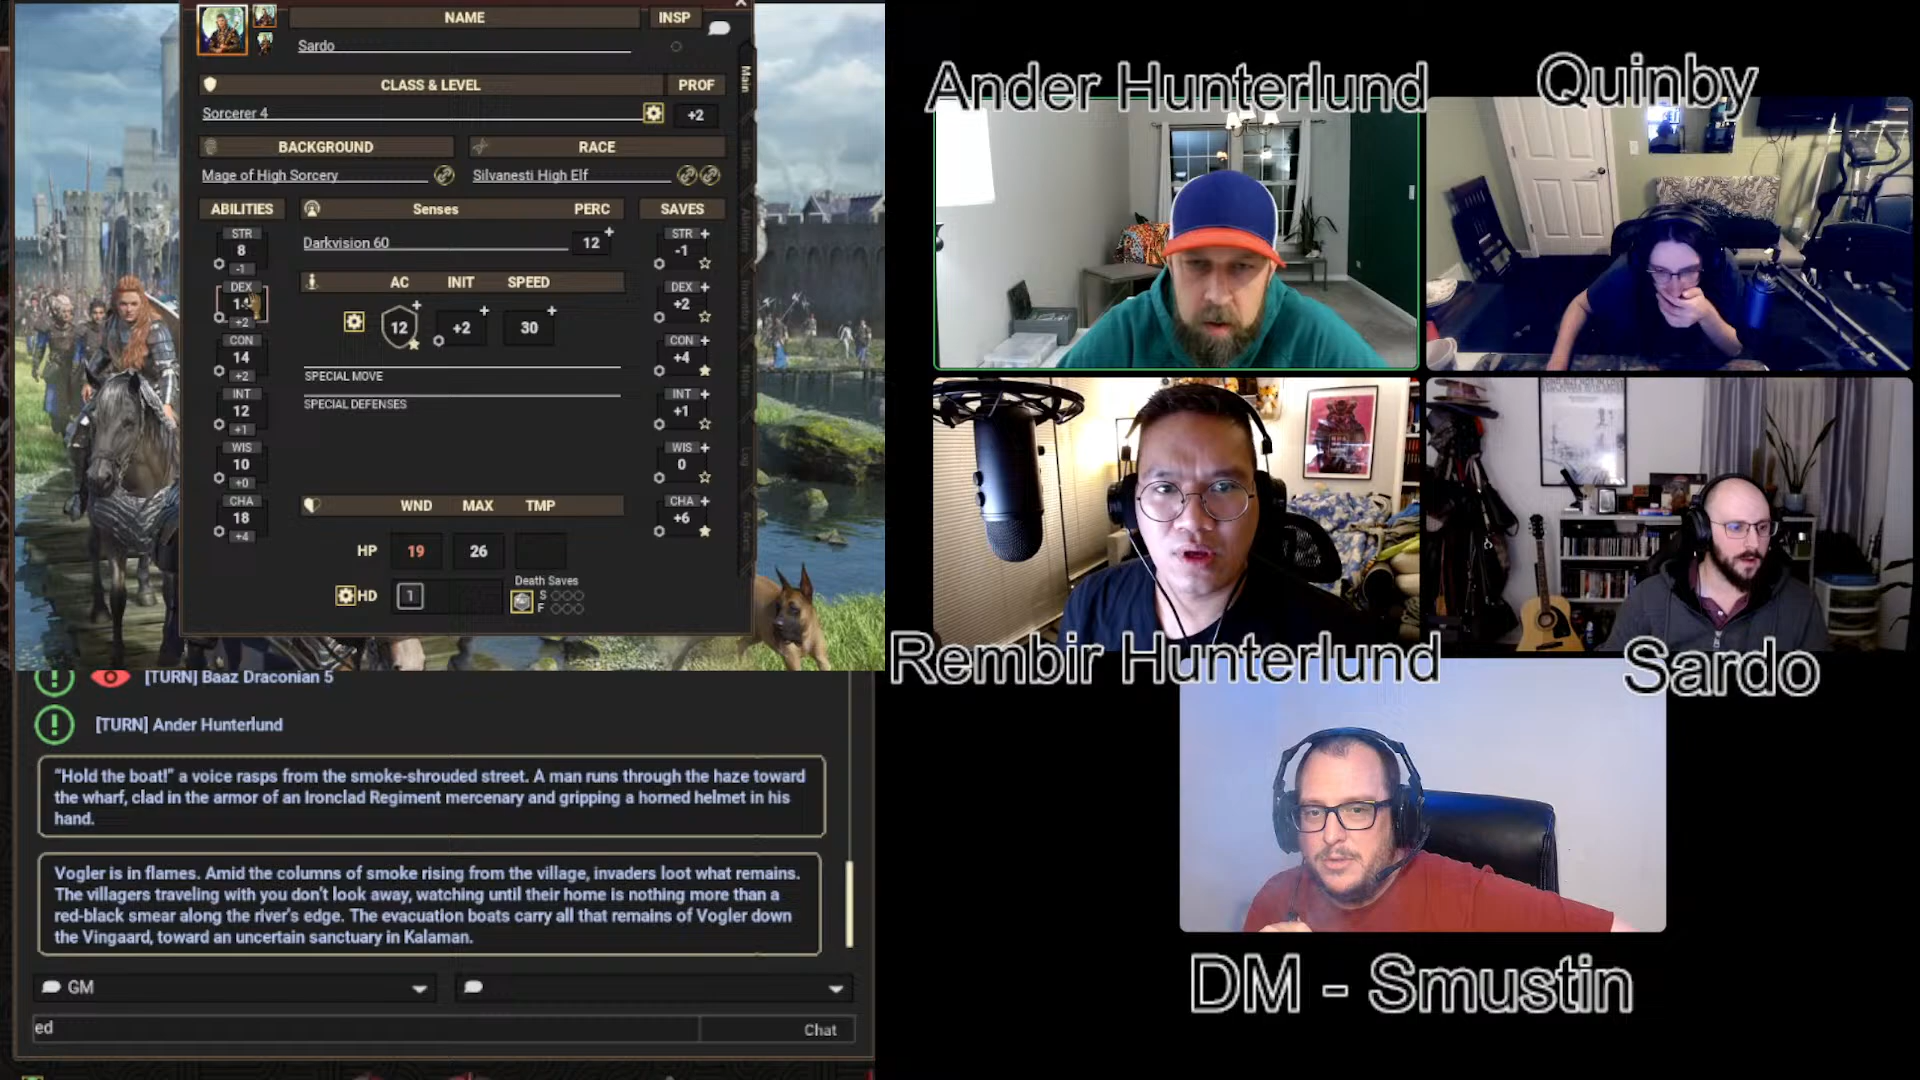 NAME
INSP
Sardo
CLASS & LEVEL
PROF
Sorcerer 4
+2
BACKGROUND
RACE
Mage of High Sorcery
Silvanesti High Elf
ABILITIES
Senses
PERC
SAVES
Darkvision 60
12
STR
8
-1
DEX
14
+2
CON
14
+2
INT
12
+1
WIS
10
+0
CHA
18
+4
AC
INIT
SPEED
12
+2
30
SPECIAL MOVE
SPECIAL DEFENSES
WND
MAX
TMP
HP
19
26
HD
1
Death Saves
S
F
STR
-1
DEX
+2
CON
+4
INT
+1
WIS
0
CHA
+6
Main
Skills
Abilities
Inventory
Notes
Log
Actions
[TURN] Baaz Draconian 5
[TURN] Ander Hunterlund
"Hold the boat!" a voice rasps from the smoke-shrouded street. A man runs through the haze toward
the wharf, clad in the armor of an Ironclad Regiment mercenary and gripping a horned helmet in his
hand.
Vogler is in flames. Amid the columns of smoke rising from the village, invaders loot what remains.
The villagers traveling with you don't look away, watching until their home is nothing more than a
red-black smear along the river's edge. The evacuation boats carry all that remains of Vogler down
the Vingaard, toward an uncertain sanctuary in Kalaman.
GM
ed
Chat
Ander Hunterlund
Quinby
Rembir Hunterlund
Sardo
DM - Smustin